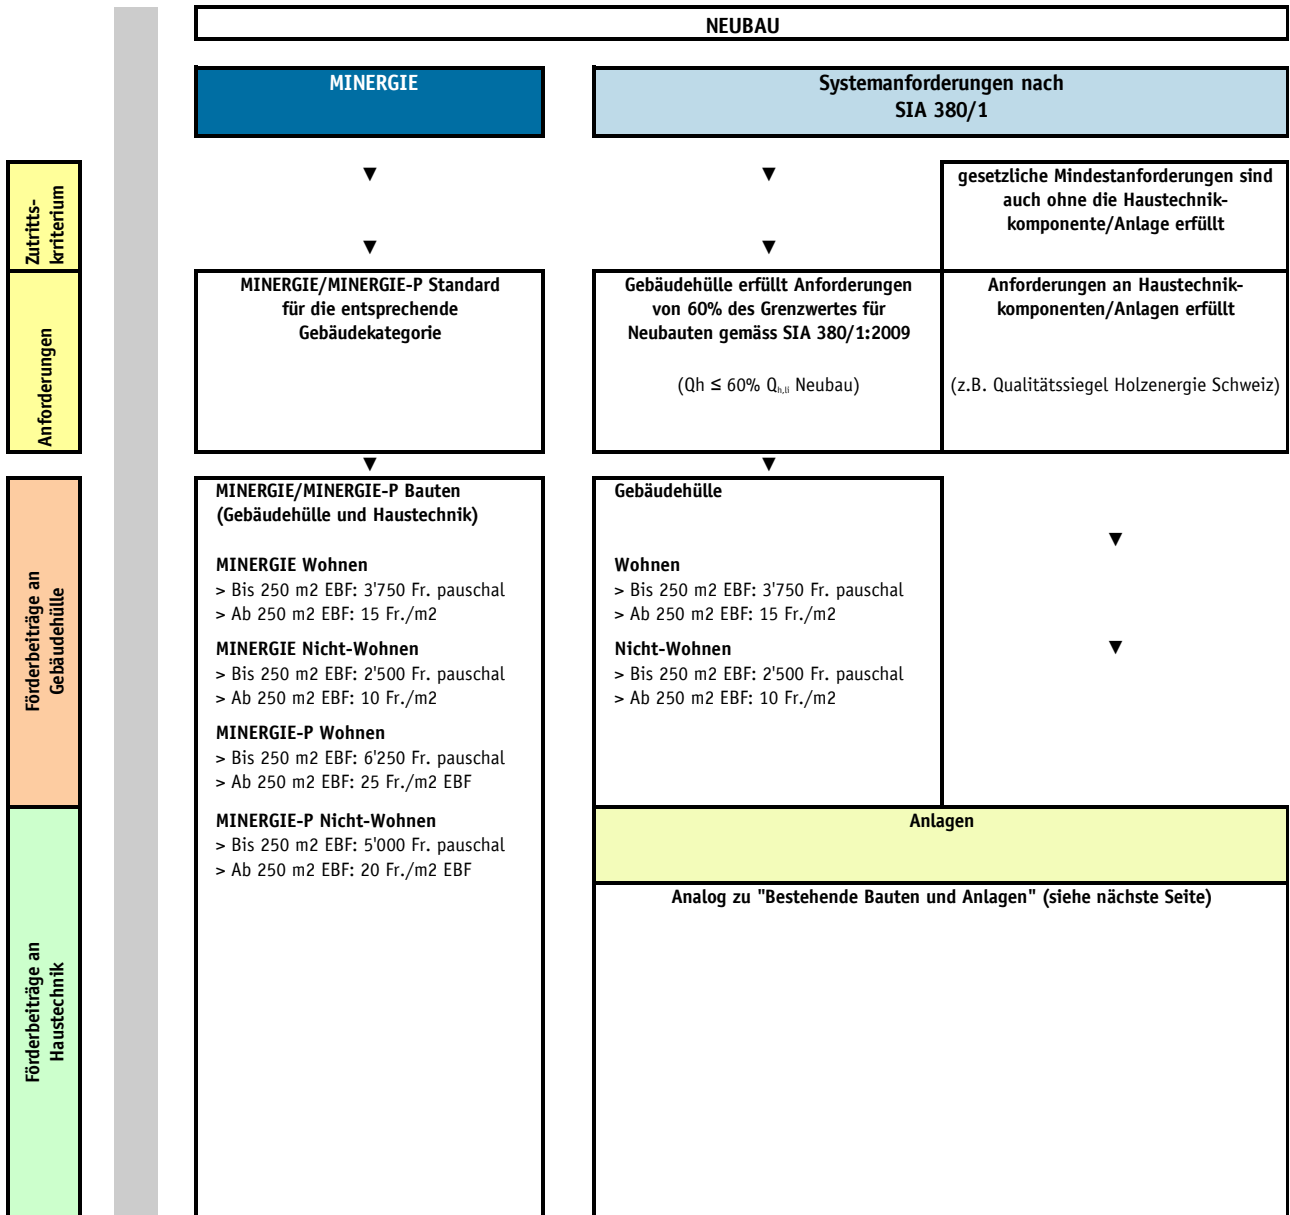 NEUBAU
MINERGIE
Systemanforderungen nach
SIA 380/1
Zutritts-
krriterium
▼
▼
▼
▼
gesetzliche Mindestanforderungen sind
auch ohne die Haustechnik-
komponente/Anlage erfüllt
Anforderungen
MINERGIE/MINERGIE-P Standard
für die entsprechende
Gebäudekategorie
Gebäudehülle erfüllt Anforderungen
von 60% des Grenzwertes für
Neubauten gemäss SIA 380/1:2009
(Qh ≤ 60% Qh,li Neubau)
Anforderungen an Haustechnik-
komponenten/Anlagen erfüllt
(z.B. Qualitätssiegel Holzenergie Schweiz)
▼
▼
Förderbeiträge an
Gebäudehülle
MINERGIE/MINERGIE-P Bauten
(Gebäudehülle und Haustechnik)
MINERGIE Wohnen
> Bis 250 m2 EBF: 3'750 Fr. pauschal
> Ab 250 m2 EBF: 15 Fr./m2
MINERGIE Nicht-Wohnen
> Bis 250 m2 EBF: 2'500 Fr. pauschal
> Ab 250 m2 EBF: 10 Fr./m2
MINERGIE-P Wohnen
> Bis 250 m2 EBF: 6'250 Fr. pauschal
> Ab 250 m2 EBF: 25 Fr./m2 EBF
MINERGIE-P Nicht-Wohnen
> Bis 250 m2 EBF: 5'000 Fr. pauschal
> Ab 250 m2 EBF: 20 Fr./m2 EBF
Gebäudehülle
Wohnen
> Bis 250 m2 EBF: 3'750 Fr. pauschal
> Ab 250 m2 EBF: 15 Fr./m2
Nicht-Wohnen
> Bis 250 m2 EBF: 2'500 Fr. pauschal
> Ab 250 m2 EBF: 10 Fr./m2
▼
▼
Förderbeiträge an
Haustechnik
Anlagen
Analog zu "Bestehende Bauten und Anlagen" (siehe nächste Seite)